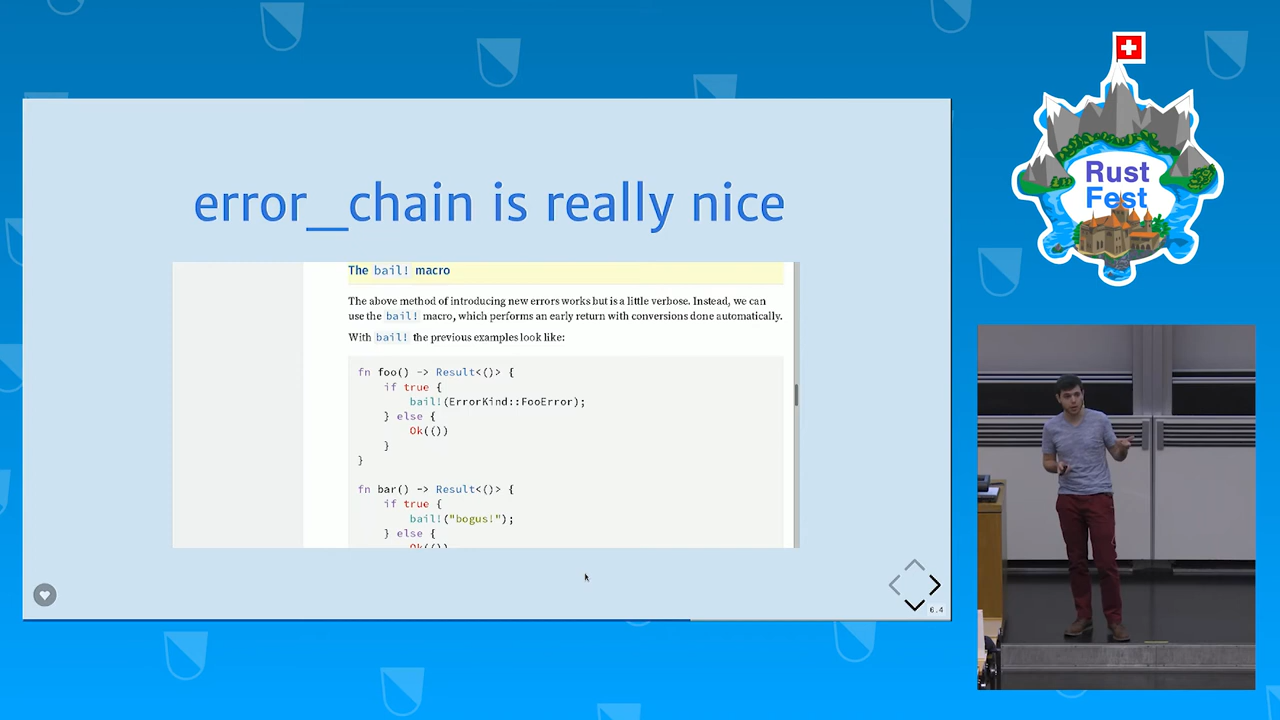 error_chain is really nice
The bail! macro
The above method of introducing new errors works but is a little verbose. Instead, we can
use the bail! macro, which performs an early return with conversions done automatically.
With bail! the previous examples look like:
fn foo() -> Result<()> {
    if true {
        bail!(ErrorKind::FooError);
    } else {
        Ok(())
    }
}
fn bar() -> Result<()> {
    if true {
        bail!("bogus!");
    } else {
        Ok(())
6.4
Rust
Fest